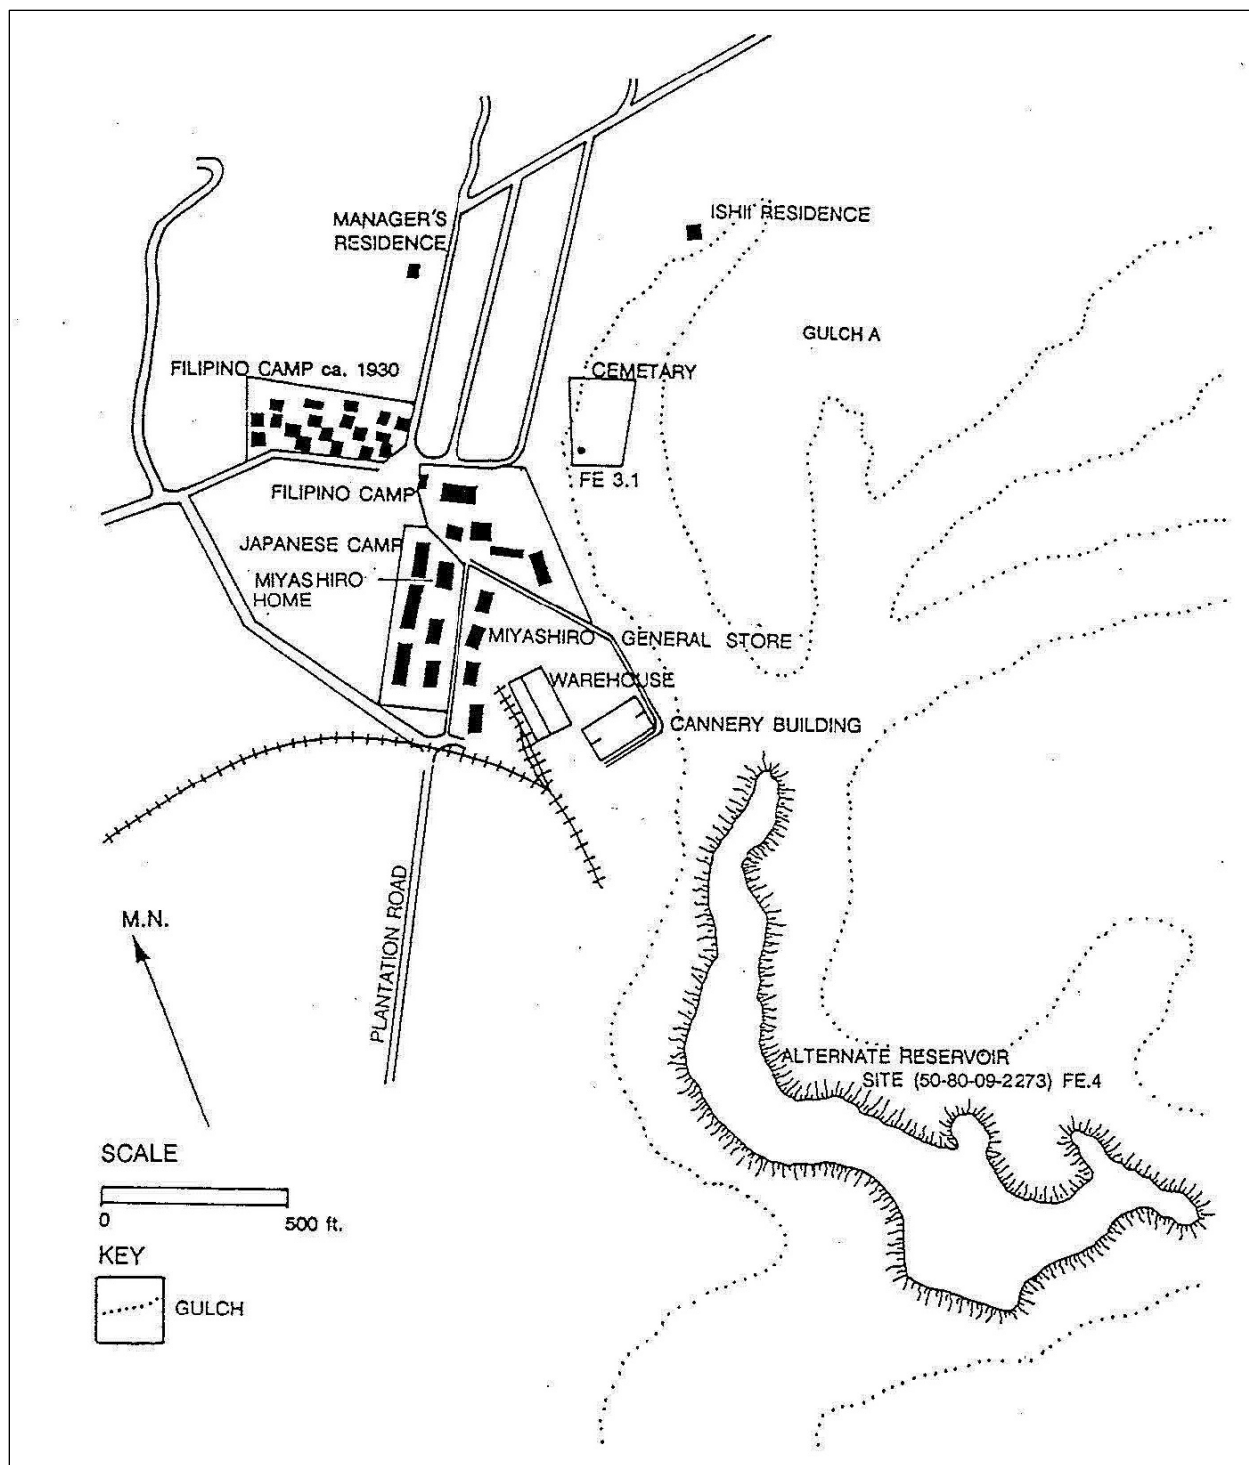 MANAGER'S
RESIDENCE
ISHII RESIDENCE
GULCH A
FILIPINO CAMP ca. 1930
CEMETARY
FE 3.1
FILIPINO CAMP
JAPANESE CAMP
MIYASHIRO
HOME
MIYASHIRO GENERAL STORE
WAREHOUSE
CANNERY BUILDING
PLANTATION ROAD
M.N.
ALTERNATE RESERVOIR
SITE (50-80-09-2273) FE.4
SCALE
0 500 ft.
KEY
GULCH